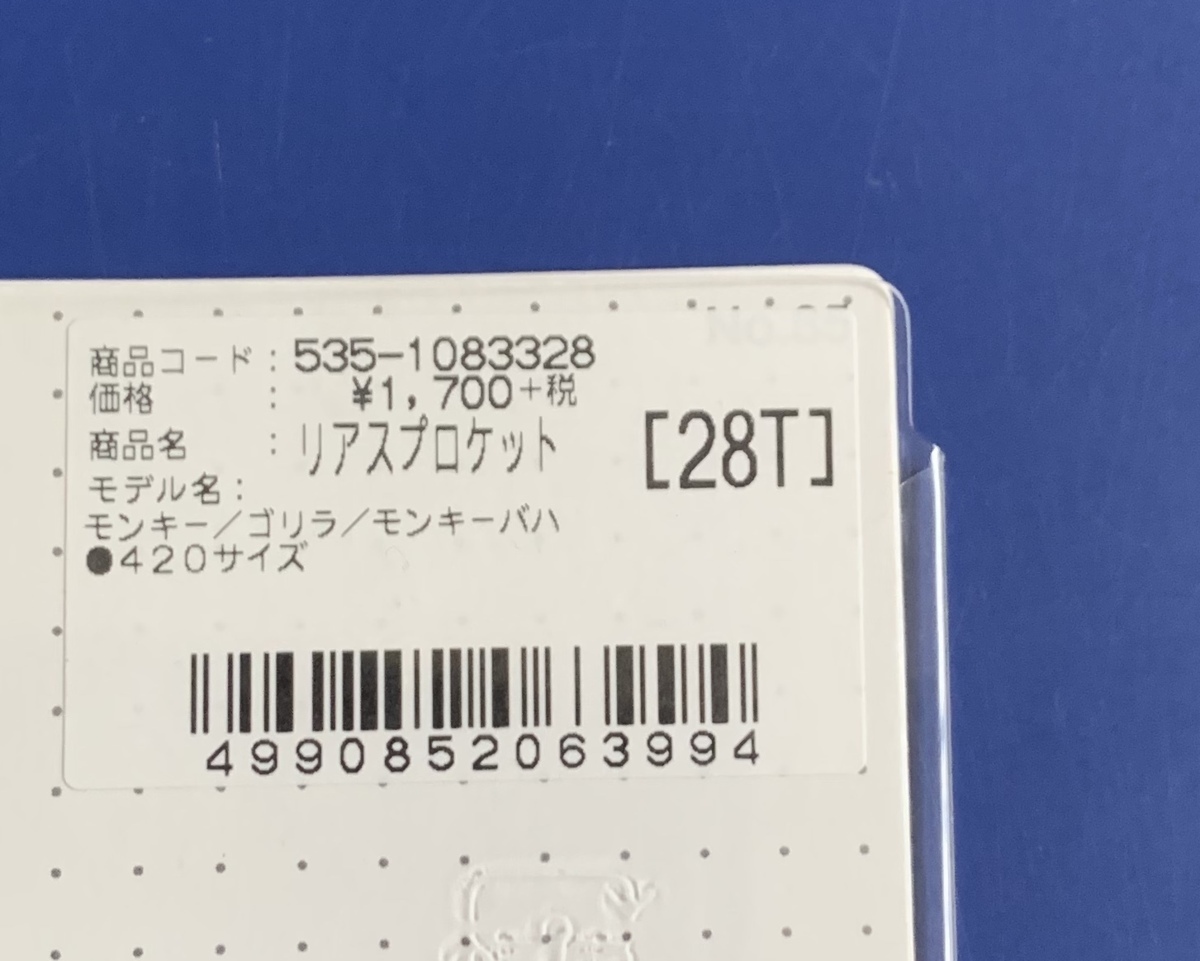 商品コード：535-1083328
価格　　　：　¥1,700+税
商品名　　：リアスプロケット　[28T]
モデル名：
モンキー／ゴリラ／モンキーバハ
●420サイズ
4990852063994